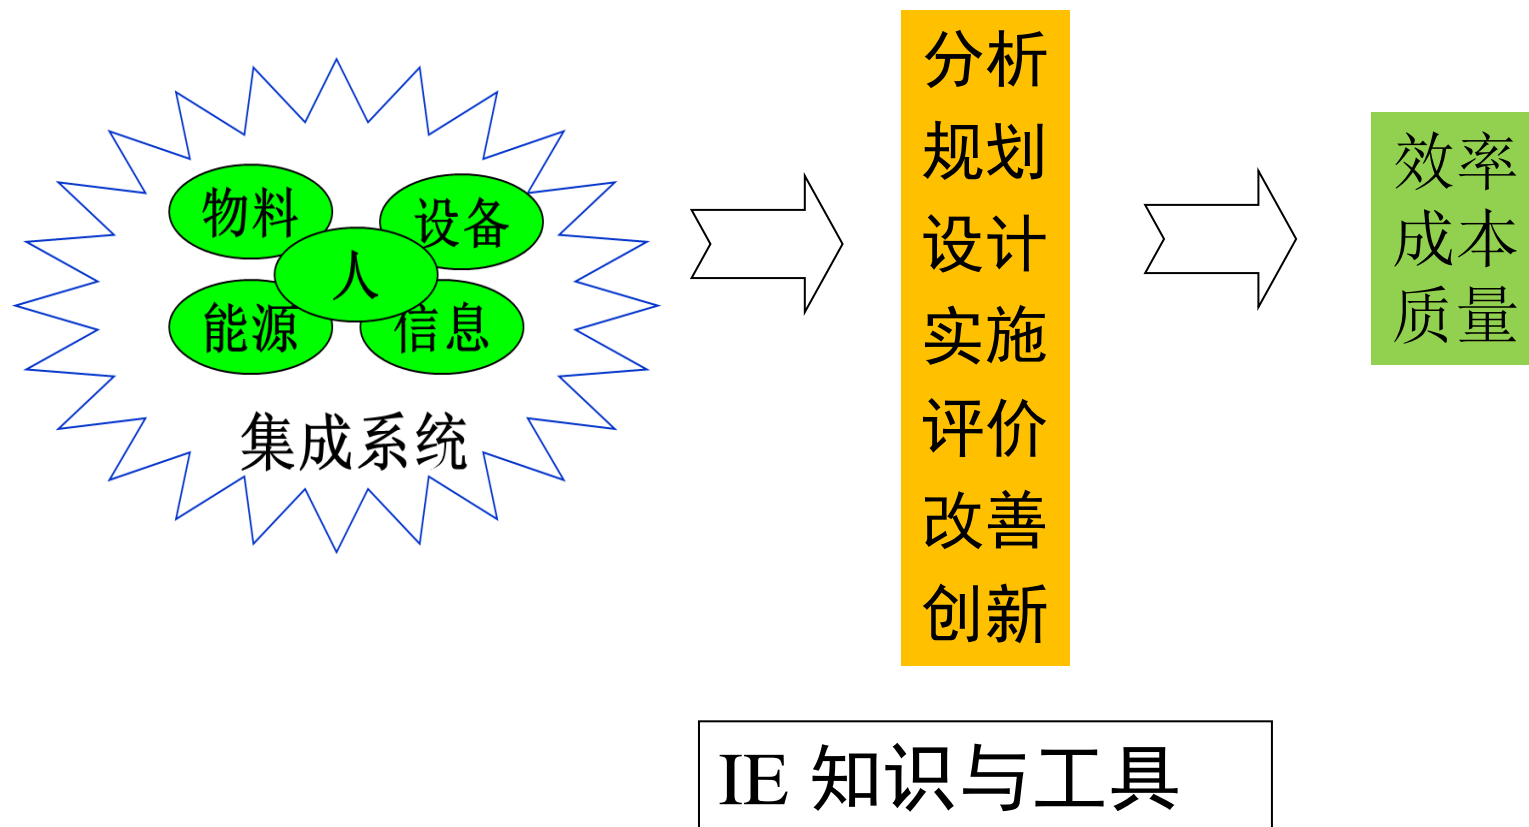 物料
设备
人
能源
信息
集成系统
分析
规划
设计
实施
评价
改善
创新
效率
成本
质量
IE 知识与工具